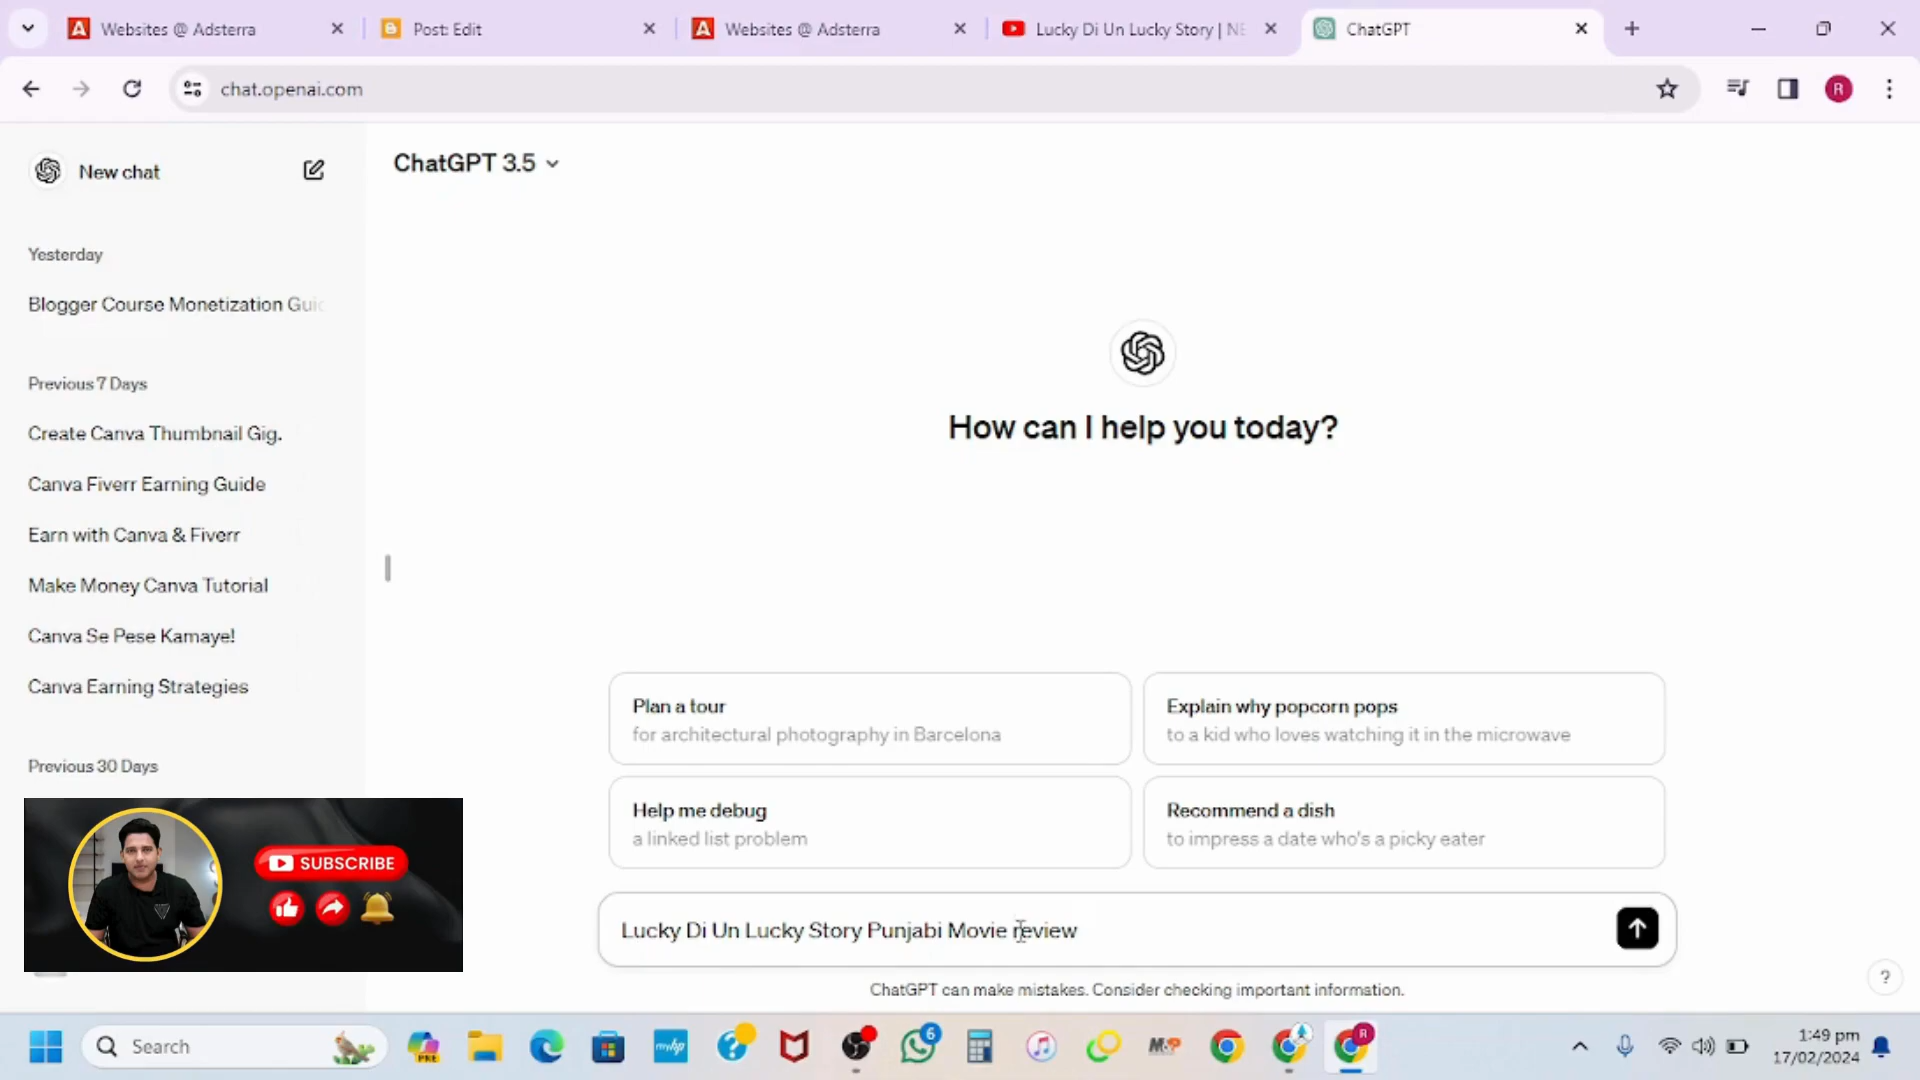 Websites @ Adsterra
Post: Edit
Websites @ Adsterra
Lucky Di Un Lucky Story | NE
ChatGPT
chat.openai.com
R
New chat
ChatGPT 3.5
Yesterday
Blogger Course Monetization Guid
Previous 7 Days
Create Canva Thumbnail Gig.
Canva Fiverr Earning Guide
Earn with Canva & Fiverr
Make Money Canva Tutorial
Canva Se Pese Kamaye!
Canva Earning Strategies
Previous 30 Days
How can I help you today?
Plan a tour
for architectural photography in Barcelona
Explain why popcorn pops
to a kid who loves watching it in the microwave
Help me debug
a linked list problem
Recommend a dish
to impress a date who's a picky eater
SUBSCRIBE
Lucky Di Un Lucky Story Punjabi Movie review
ChatGPT can make mistakes. Consider checking important information.
?
Search
PRE
myhp
6
R
1:49 pm
17/02/2024